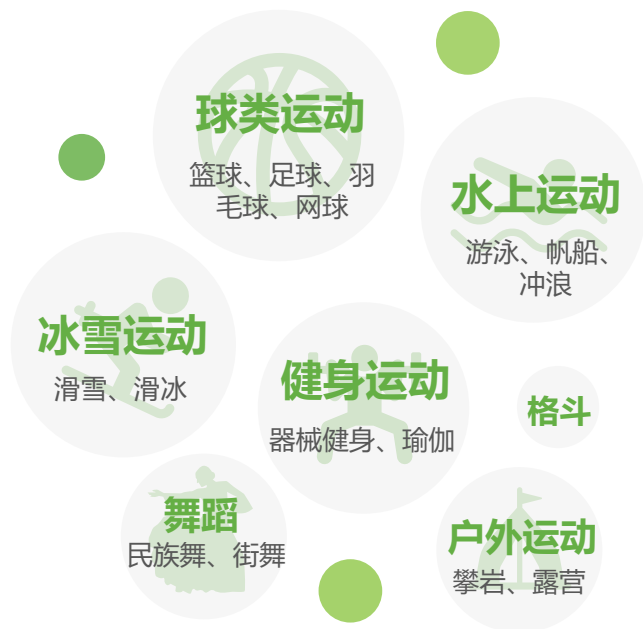 球类运动
篮球、足球、羽
毛球、网球
水上运动
游泳、帆船、
冲浪
冰雪运动
滑雪、滑冰
健身运动
器械健身、瑜伽
格斗
舞蹈
民族舞、街舞
户外运动
攀岩、露营